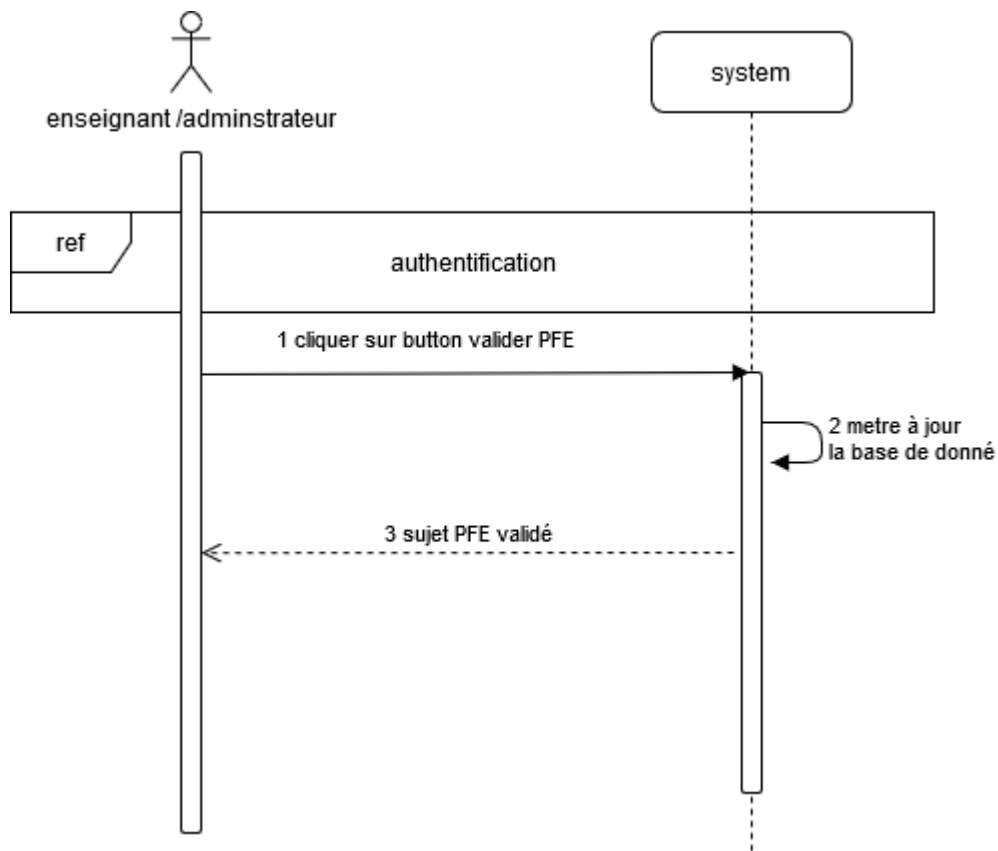 system
enseignant /adminstrateur
ref
authentification
1 cliquer sur button valider PFE
2 metre à jour
la base de donné
3 sujet PFE validé